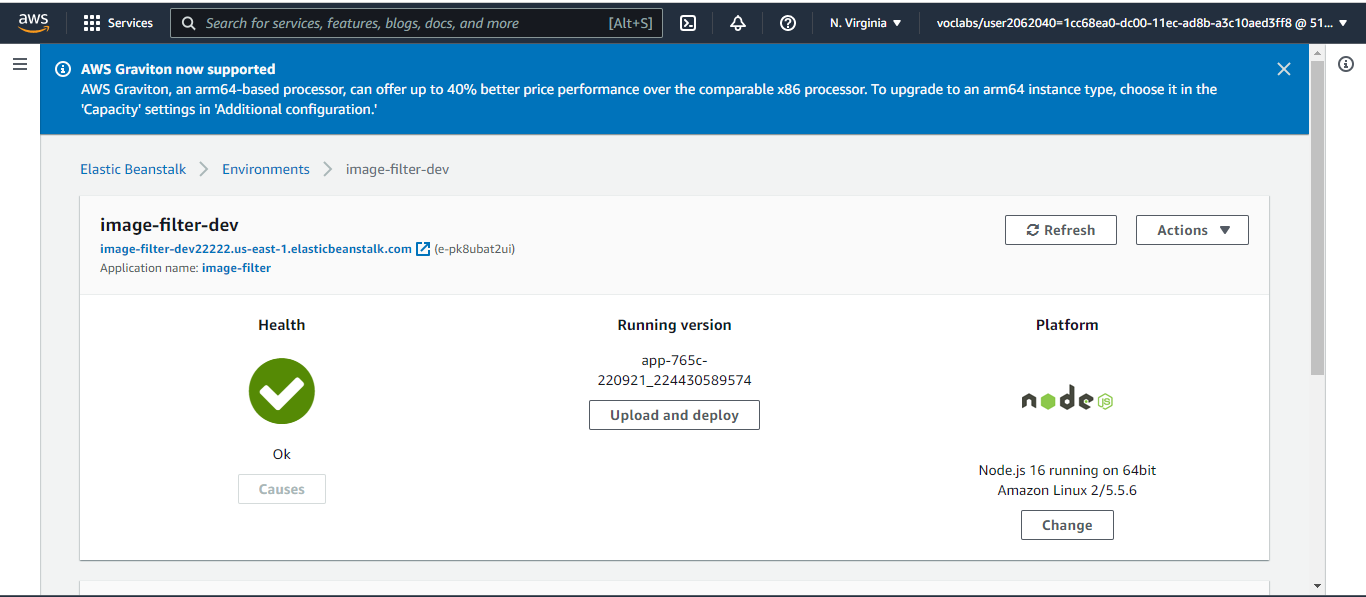 aws
Services
Search for services, features, blogs, docs, and more
[Alt+S]
N. Virginia
voclabs/user2062040=1cc68ea0-dc00-11ec-ad8b-a3c10aed3ff8 @ 51...
AWS Graviton now supported
AWS Graviton, an arm64-based processor, can offer up to 40% better price performance over the comparable x86 processor. To upgrade to an arm64 instance type, choose it in the
'Capacity' settings in 'Additional configuration.'
Elastic Beanstalk
Environments
image-filter-dev
image-filter-dev
image-filter-dev22222.us-east-1.elasticbeanstalk.com (e-pk8ubat2ui)
Application name: image-filter
Refresh
Actions
Health
Ok
Causes
Running version
app-765c-
220921_224430589574
Upload and deploy
Platform
node
JS
Node.js 16 running on 64bit
Amazon Linux 2/5.5.6
Change